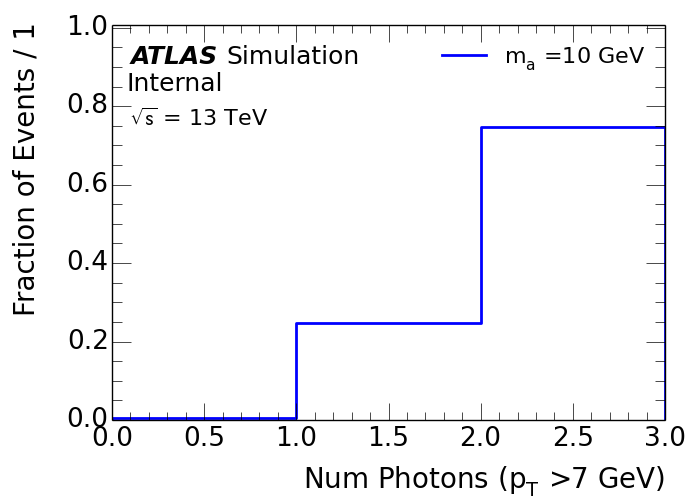 Fraction of Events / 1
1.0
0.8
0.6
0.4
0.2
0.0
ATLAS Simulation
Internal
√s = 13 TeV
mₐ =10 GeV
0.0 0.5 1.0 1.5 2.0 2.5 3.0
Num Photons (p_T >7 GeV)